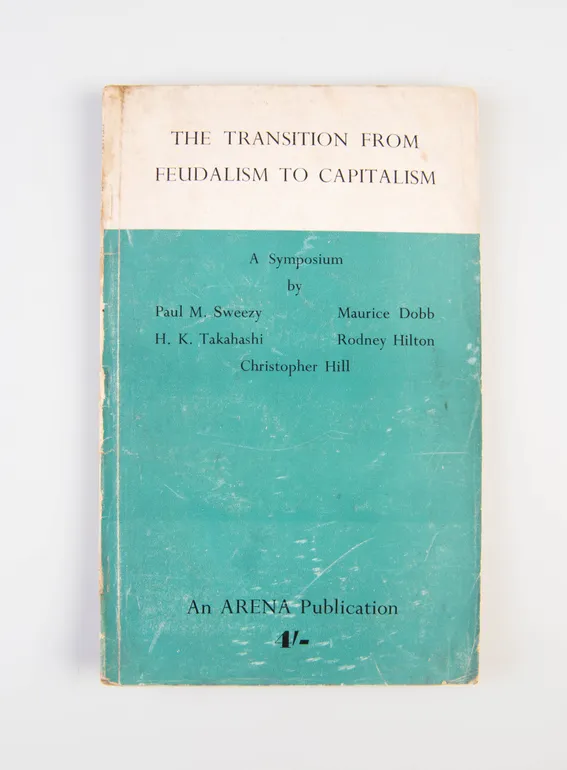 THE TRANSITION FROM
FEUDALISM TO CAPITALISM
A Symposium
by
Paul M. Sweezy Maurice Dobb
H. K. Takahashi Rodney Hilton
Christopher Hill
An ARENA Publication
4/-